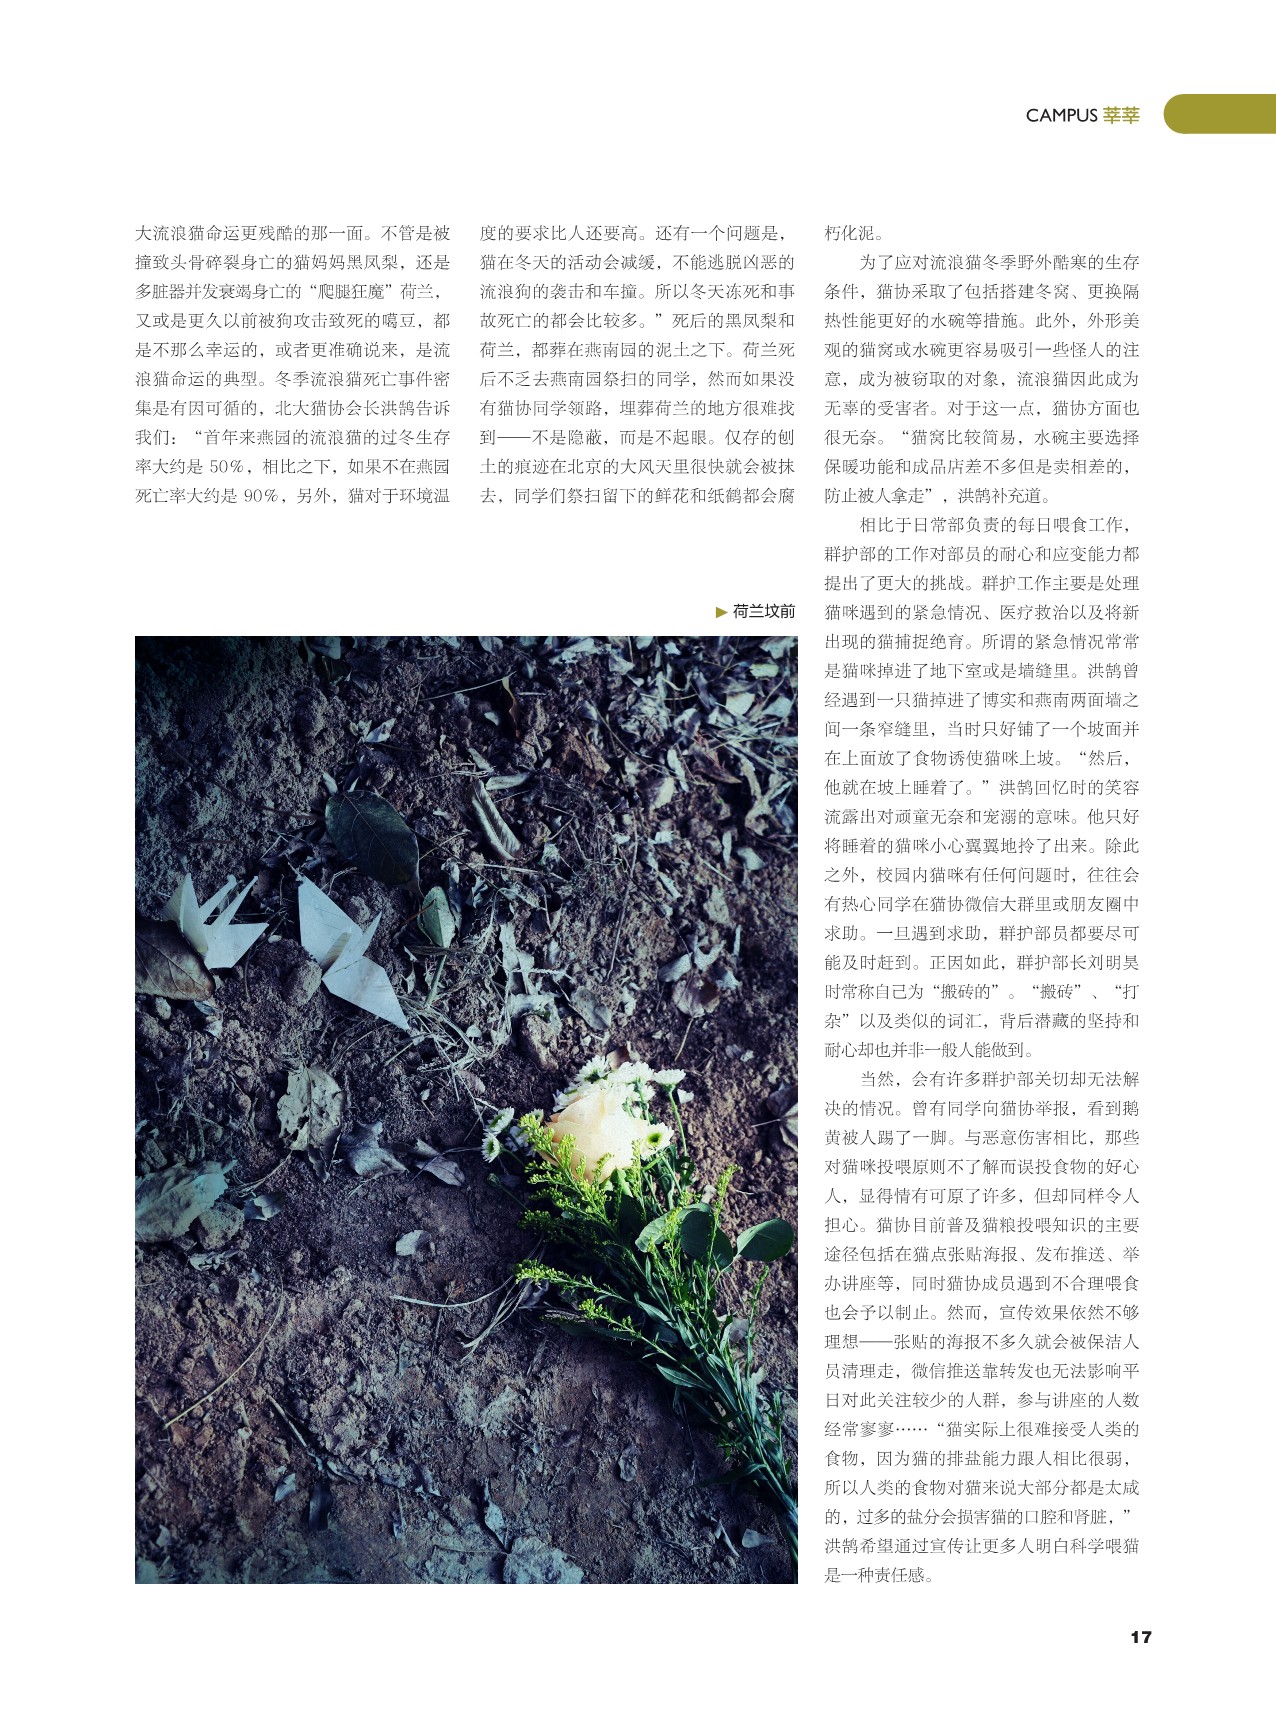 CAMPUS 莘莘
大流浪猫命运更残酷的那一面。不管是被
撞致头骨碎裂身亡的猫妈妈黑凤梨，还是
多脏器并发衰竭身亡的“爬腿狂魔”荷兰，
又或是更久以前被狗攻击致死的噶豆，都
是不那么幸运的，或者更准确说来，是流
浪猫命运的典型。冬季流浪猫死亡事件密
集是有因可循的，北大猫协会长洪鹄告诉
我们：“首年来燕园的流浪猫的过冬生存
率大约是 50%，相比之下，如果不在燕园
死亡率大约是 90%，另外，猫对于环境温
度的要求比人还要高。还有一个问题是，
猫在冬天的活动会减缓，不能逃脱凶恶的
流浪狗的袭击和车撞。所以冬天冻死和事
故死亡的都会比较多。”死后的黑凤梨和
荷兰，都葬在燕南园的泥土之下。荷兰死
后不乏去燕南园祭扫的同学，然而如果没
有猫协同学领路，埋葬荷兰的地方很难找
到——不是隐蔽，而是不起眼。仅存的刨
土的痕迹在北京的大风天里很快就会被抹
去，同学们祭扫留下的鲜花和纸鹤都会腐
朽化泥。
为了应对流浪猫冬季野外酷寒的生存
条件，猫协采取了包括搭建冬窝、更换隔
热性能更好的水碗等措施。此外，外形美
观的猫窝或水碗更容易吸引一些怪人的注
意，成为被窃取的对象，流浪猫因此成为
无辜的受害者。对于这一点，猫协方面也
很无奈。“猫窝比较简易，水碗主要选择
保暖功能和成品店差不多但是卖相差的，
防止被人拿走”，洪鹄补充道。
相比于日常部负责的每日喂食工作，
群护部的工作对部员的耐心和应变能力都
提出了更大的挑战。群护工作主要是处理
猫咪遇到的紧急情况、医疗救治以及将新
出现的猫捕捉绝育。所谓的紧急情况常常
是猫咪掉进了地下室或是墙缝里。洪鹄曾
经遇到一只猫掉进了博实和燕南两面墙之
间一条窄缝里，当时只好铺了一个坡面并
在上面放了食物诱使猫咪上坡。“然后，
他就在坡上睡着了。”洪鹄回忆时的笑容
流露出对顽童无奈和宠溺的意味。他只好
将睡着的猫咪小心翼翼地拎了出来。除此
之外，校园内猫咪有任何问题时，往往会
有热心同学在猫协微信大群里或朋友圈中
求助。一旦遇到求助，群护部员都要尽可
能及时赶到。正因如此，群护部长刘明昊
时常称自己为“搬砖的”。“搬砖”、“打
杂”以及类似的词汇，背后潜藏的坚持和
耐心却也并非一般人能做到。
当然，会有许多群护部关切却无法解
决的情况。曾有同学向猫协举报，看到鹅
黄被人踢了一脚。与恶意伤害相比，那些
对猫咪投喂原则不了解而误投食物的好心
人，显得情有可原了许多，但却同样令人
担心。猫协目前普及猫粮投喂知识的主要
途径包括在猫点张贴海报、发布推送、举
办讲座等，同时猫协成员遇到不合理喂食
也会予以制止。然而，宣传效果依然不够
理想——张贴的海报不多久就会被保洁人
员清理走，微信推送靠转发也无法影响平
日对此关注较少的人群，参与讲座的人数
经常寥寥……“猫实际上很难接受人类的
食物，因为猫的排盐能力跟人相比很弱，
所以人类的食物对猫来说大部分都是太咸
的，过多的盐分会损害猫的口腔和肾脏，”
洪鹄希望通过宣传让更多人明白科学喂猫
是一种责任感。
▶ 荷兰坟前
17